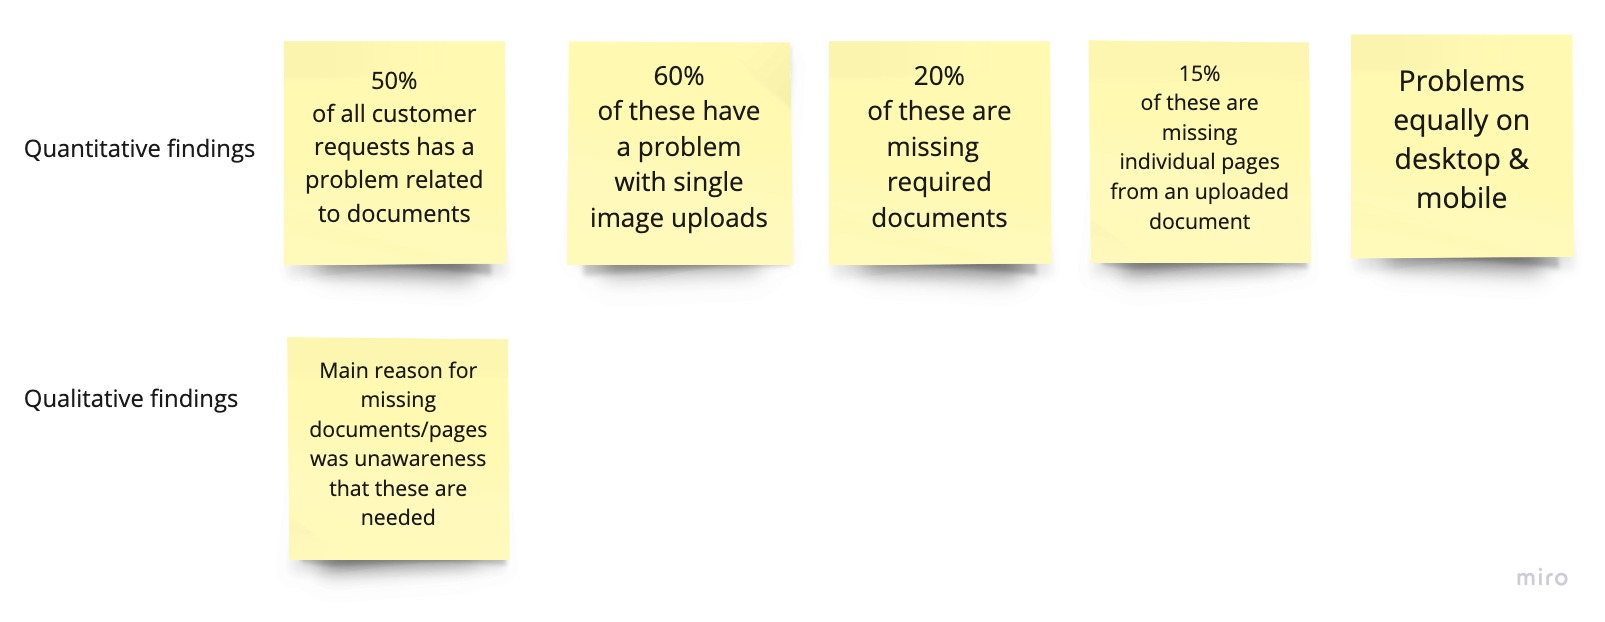 Quantitative findings
50%
of all customer
requests has a
problem related
to documents
60%
of these have
a problem
with single
image uploads
20%
of these are
missing
required
documents
15%
of these are
missing
individual pages
from an uploaded
document
Problems
equally on
desktop &
mobile
Qualitative findings
Main reason for
missing
documents/pages
was unawareness
that these are
needed
miro